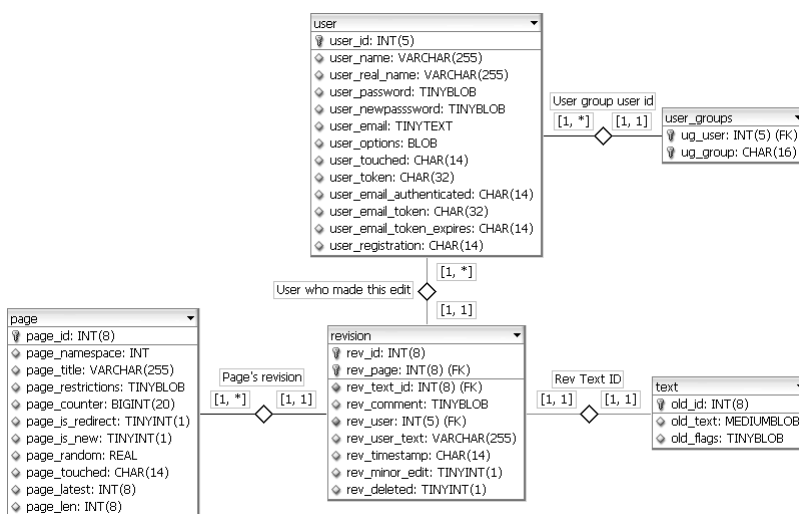 user
user_id: INT(5)
user_name: VARCHAR(255)
user_real_name: VARCHAR(255)
user_password: TINYBLOB
user_newpasssword: TINYBLOB
user_email: TINYTEXT
user_options: BLOB
user_touched: CHAR(14)
user_token: CHAR(32)
user_email_authenticated: CHAR(14)
user_email_token: CHAR(32)
user_email_token_expires: CHAR(14)
user_registration: CHAR(14)
User group user id
[1, *] [1, 1]
user_groups
ug_user: INT(5) (FK)
ug_group: CHAR(16)
[1, *]
User who made this edit
[1, 1]
page
page_id: INT(8)
page_namespace: INT
page_title: VARCHAR(255)
page_restrictions: TINYBLOB
page_counter: BIGINT(20)
page_is_redirect: TINYINT(1)
page_is_new: TINYINT(1)
page_random: REAL
page_touched: CHAR(14)
page_latest: INT(8)
page_len: INT(8)
Page's revision
[1, *] [1, 1]
revision
rev_id: INT(8)
rev_page: INT(8) (FK)
rev_text_id: INT(8) (FK)
rev_comment: TINYBLOB
rev_user: INT(5) (FK)
rev_user_text: VARCHAR(255)
rev_timestamp: CHAR(14)
rev_minor_edit: TINYINT(1)
rev_deleted: TINYINT(1)
Rev Text ID
[1, 1] [1, 1]
text
old_id: INT(8)
old_text: MEDIUMBLOB
old_flags: TINYBLOB